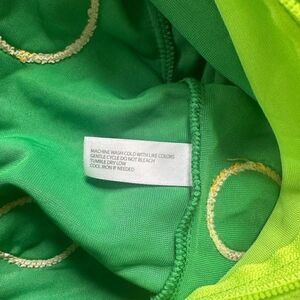 MACHINE WASH COLD WITH LIKE COLORS
GENTLE CYCLE DO NOT BLEACH
TUMBLE DRY LOW
COOL IRON IF NEEDED